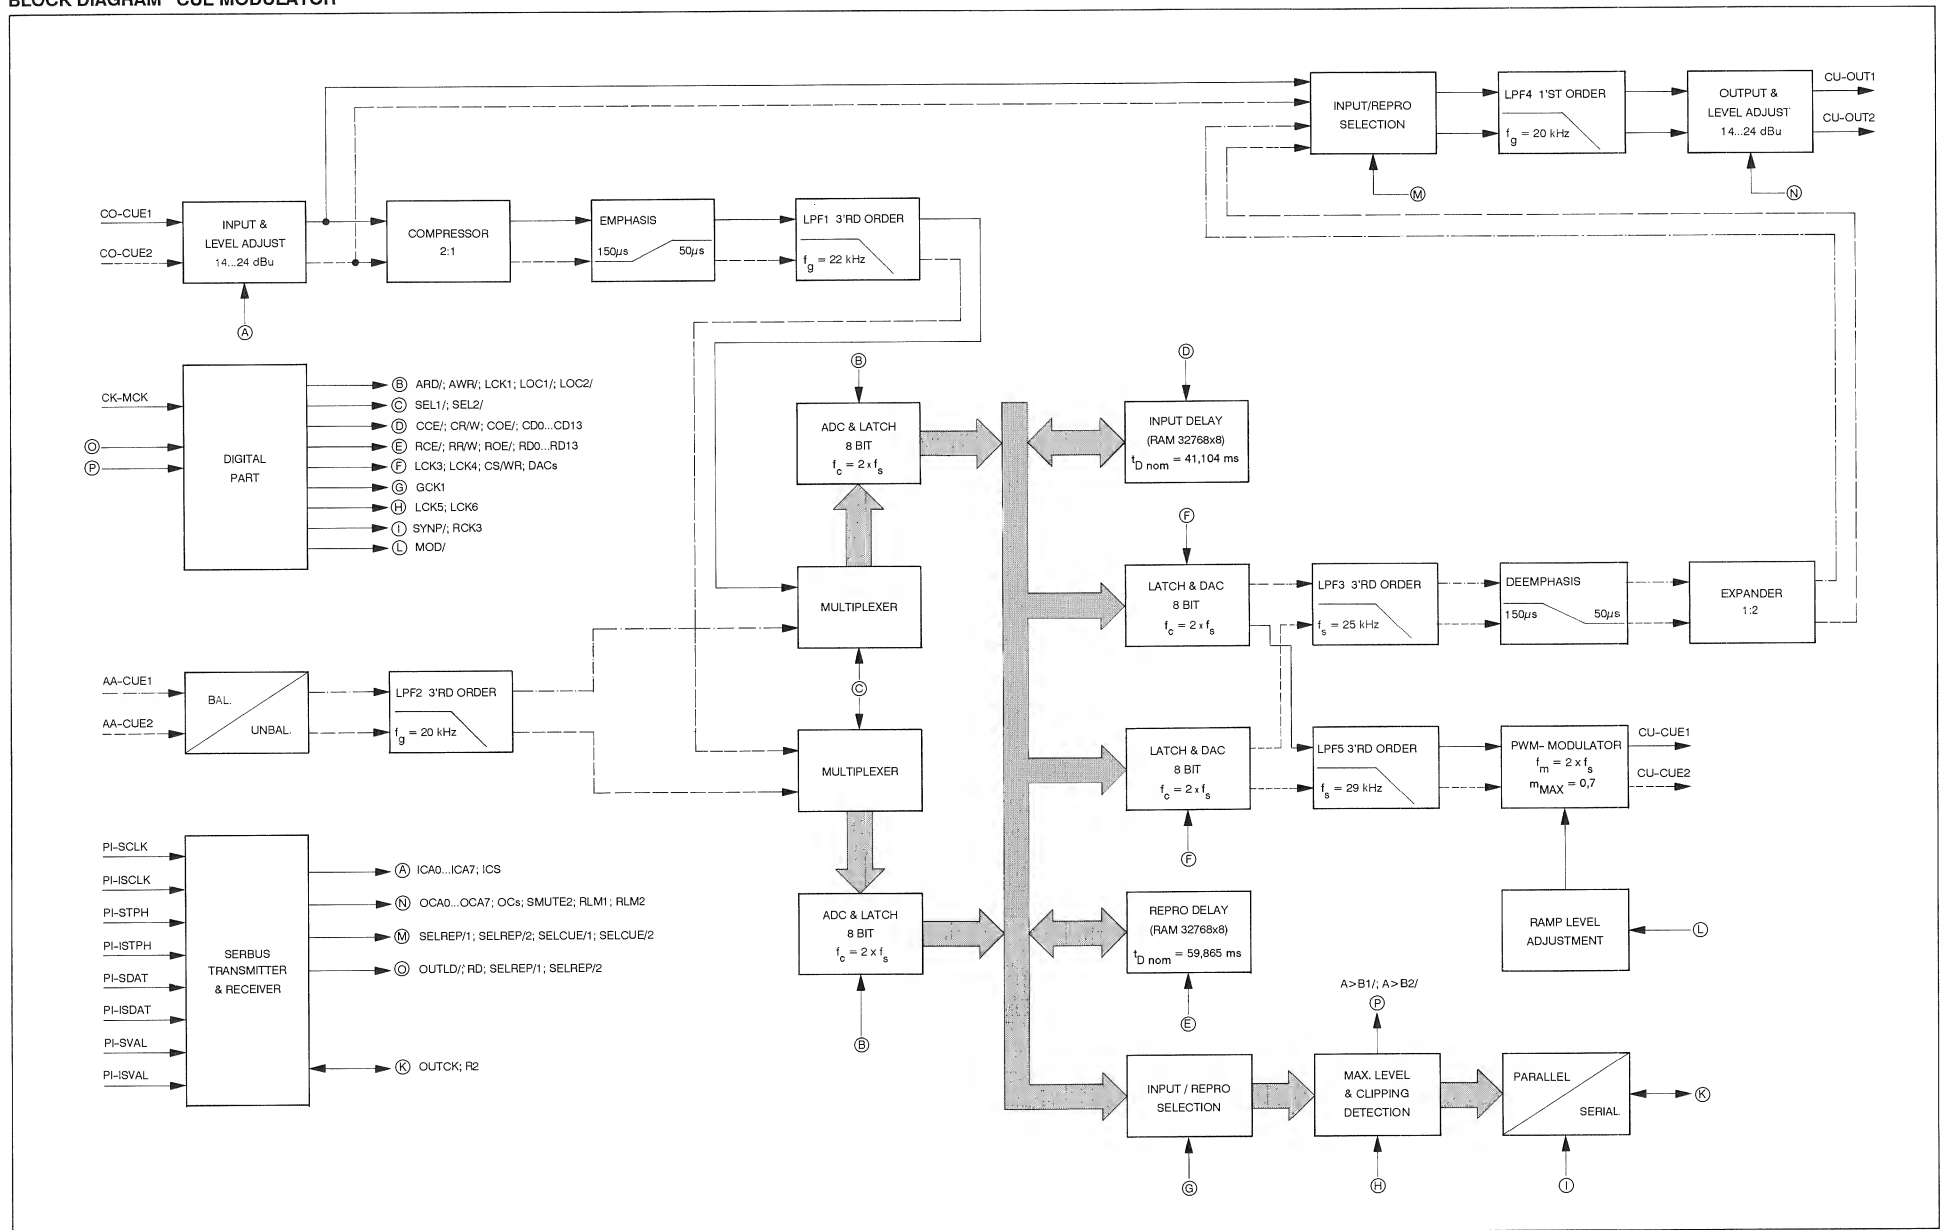 BLOCK DIAGRAM CUE MODULATOR
INPUT/REPRO
SELECTION
LPF4 1'ST ORDER
fg = 20 kHz
OUTPUT &
LEVEL ADJUST
14...24 dBu
CU-OUT1
CU-OUT2
M
N
CO-CUE1
CO-CUE2
INPUT &
LEVEL ADJUST
14...24 dBu
A
COMPRESSOR
2:1
EMPHASIS
150µs 50µs
LPF1 3'RD ORDER
fg = 22 kHz
CK-MCK
O
P
DIGITAL
PART
B ARD/; AWR/; LCK1; LOC1/; LOC2/
C SEL1/; SEL2/
D CCE/; CR/W; COE/; CD0...CD13
E RCE/; RR/W; ROE/; RD0...RD13
F LCK3; LCK4; CS/WR; DACs
G GCK1
H LCK5; LCK6
I SYNP/; RCK3
L MOD/
B
ADC & LATCH
8 BIT
fc = 2 x fs
D
INPUT DELAY
(RAM 32768x8)
tD nom = 41,104 ms
MULTIPLEXER
C
MULTIPLEXER
F
LATCH & DAC
8 BIT
fc = 2 x fs
LPF3 3'RD ORDER
fs = 25 kHz
DEEMPHASIS
150µs 50µs
EXPANDER
1:2
AA-CUE1
AA-CUE2
BAL.
UNBAL.
LPF2 3'RD ORDER
fg = 20 kHz
LATCH & DAC
8 BIT
fc = 2 x fs
F
LPF5 3'RD ORDER
fs = 29 kHz
PWM- MODULATOR
fm = 2 x fs
mMAX = 0,7
CU-CUE1
CU-CUE2
RAMP LEVEL
ADJUSTMENT
L
PI-SCLK
PI-ISCLK
PI-STPH
PI-ISTPH
PI-SDAT
PI-ISDAT
PI-SVAL
PI-ISVAL
SERBUS
TRANSMITTER
& RECEIVER
A ICA0...ICA7; ICS
N OCA0...OCA7; OCs; SMUTE2; RLM1; RLM2
M SELREP/1; SELREP/2; SELCUE/1; SELCUE/2
O OUTLD/; RD; SELREP/1; SELREP/2
K OUTCK; R2
ADC & LATCH
8 BIT
fc = 2 x fs
B
REPRO DELAY
(RAM 32768x8)
tD nom = 59,865 ms
E
A>B1/; A>B2/
P
INPUT / REPRO
SELECTION
G
MAX. LEVEL
& CLIPPING
DETECTION
H
PARALLEL
SERIAL
K
I